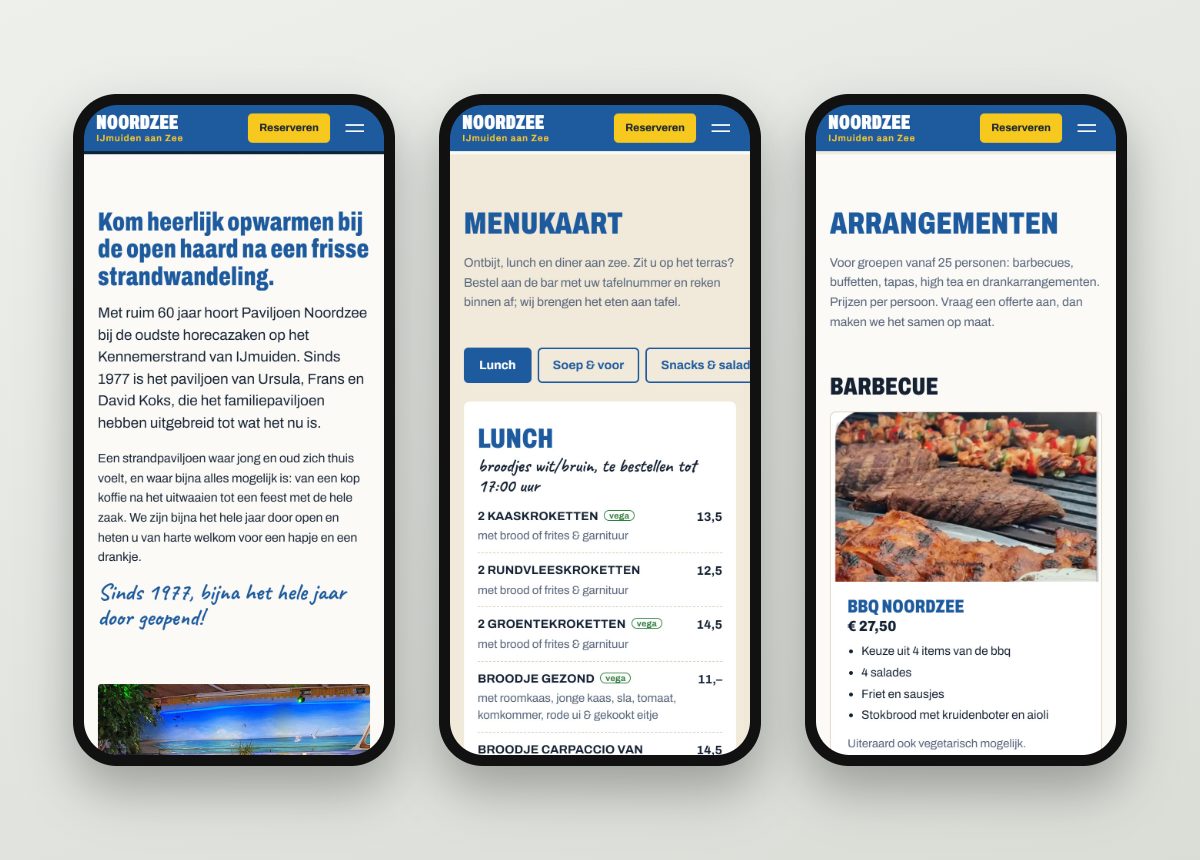 NOORDZEE
IJmuiden aan Zee
Reserveren
Kom heerlijk opwarmen bij
de open haard na een frisse
strandwandeling.
Met ruim 60 jaar hoort Paviljoen Noordzee
bij de oudste horecazaken op het
Kennemerstrand van IJmuiden. Sinds
1977 is het paviljoen van Ursula, Frans en
David Koks, die het familiepaviljoen
hebben uitgebreid tot wat het nu is.
Een strandpaviljoen waar jong en oud zich thuis
voelt, en waar bijna alles mogelijk is: van een kop
koffie na het uitwaaien tot een feest met de hele
zaak. We zijn bijna het hele jaar door open en
heten u van harte welkom voor een hapje en een
drankje.
Sinds 1977, bijna het hele jaar
door geopend!
NOORDZEE
IJmuiden aan Zee
Reserveren
MENUKAART
Ontbijt, lunch en diner aan zee. Zit u op het terras?
Bestel aan de bar met uw tafelnummer en reken
binnen af; wij brengen het eten aan tafel.
Lunch
Soep & voor
Snacks & salad
LUNCH
broodjes wit/bruin, te bestellen tot
17:00 uur
2 KAASKROKETTEN vega 13,5
met brood of frites & garnituur
2 RUNDVLEESKROKETTEN 12,5
met brood of frites & garnituur
2 GROENTEKROKETTEN vega 14,5
met brood of frites & garnituur
BROODJE GEZOND vega 11,–
met roomkaas, jonge kaas, sla, tomaat,
komkommer, rode ui & gekookt eitje
BROODJE CARPACCIO VAN 14,5
NOORDZEE
IJmuiden aan Zee
Reserveren
ARRANGEMENTEN
Voor groepen vanaf 25 personen: barbecues,
buffetten, tapas, high tea en drankarrangementen.
Prijzen per persoon. Vraag een offerte aan, dan
maken we het samen op maat.
BARBECUE
BBQ NOORDZEE
€ 27,50
• Keuze uit 4 items van de bbq
• 4 salades
• Friet en sausjes
• Stokbrood met kruidenboter en aioli
Uiteraard ook vegetarisch mogelijk.